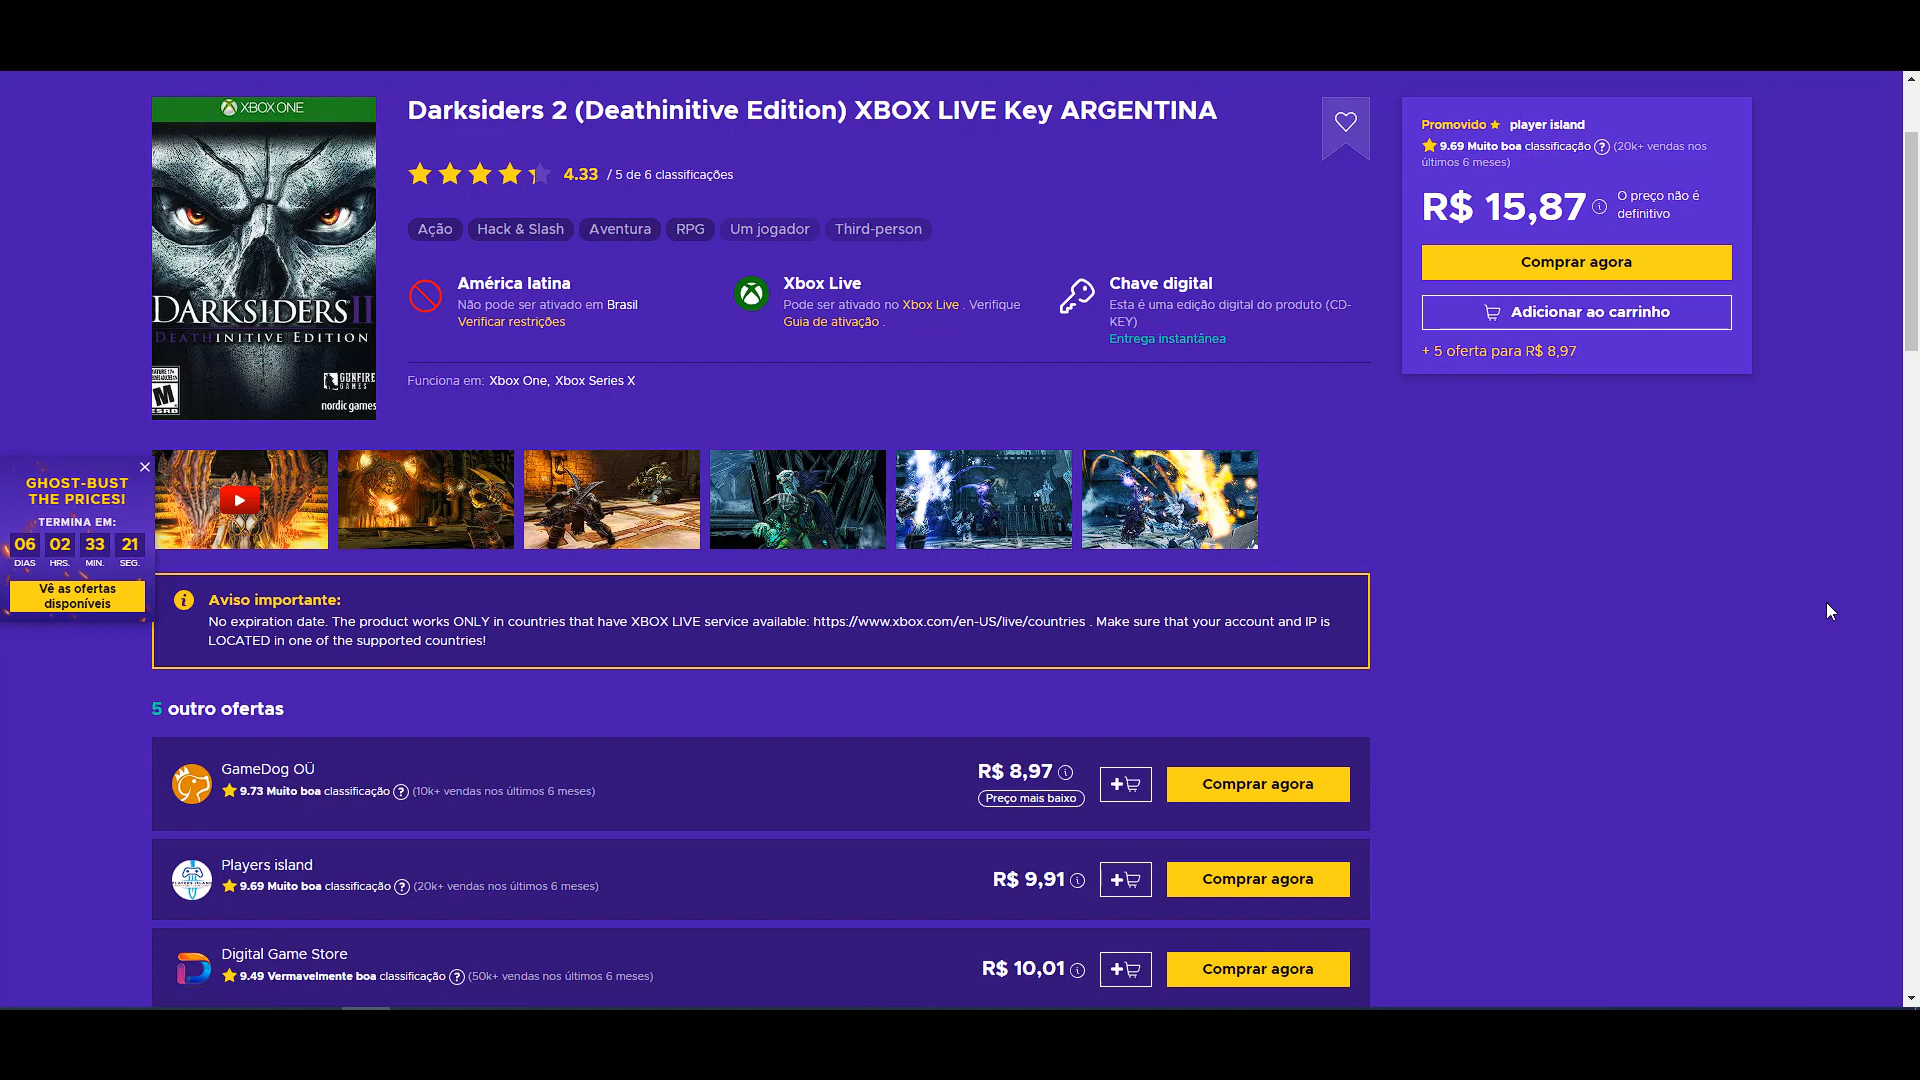 XBOX ONE
DARKSIDERS II
DEATHINITIVE EDITION
M
ESRB
GUNFIRE
GAMES
nordic games
Darksiders 2 (Deathinitive Edition) XBOX LIVE Key ARGENTINA
4.33 / 5 de 6 classificações
Ação Hack & Slash Aventura RPG Um jogador Third-person
América latina
Não pode ser ativado em Brasil
Verificar restrições
Xbox Live
Pode ser ativado no Xbox Live . Verifique
Guia de ativação .
Chave digital
Esta é uma edição digital do produto (CD-
KEY)
Entrega instantânea
Funciona em: Xbox One, Xbox Series X
Promovido player island
9.69 Muito boa classificação ? (20k+ vendas nos
últimos 6 meses)
R$ 15,87
O preço não é
definitivo
Comprar agora
Adicionar ao carrinho
+ 5 oferta para R$ 8,97
GHOST-BUST
THE PRICES!
TERMINA EM:
06 02 33 21
DIAS HRS. MIN. SEG.
Vê as ofertas
disponíveis
Aviso importante:
No expiration date. The product works ONLY in countries that have XBOX LIVE service available: https://www.xbox.com/en-US/live/countries . Make sure that your account and IP is
LOCATED in one of the supported countries!
5 outro ofertas
GameDog OÜ
9.73 Muito boa classificação ? (10k+ vendas nos últimos 6 meses)
R$ 8,97
Preço mais baixo
Comprar agora
Players island
9.69 Muito boa classificação ? (20k+ vendas nos últimos 6 meses)
R$ 9,91
Comprar agora
Digital Game Store
9.49 Vermavelmente boa classificação ? (50k+ vendas nos últimos 6 meses)
R$ 10,01
Comprar agora